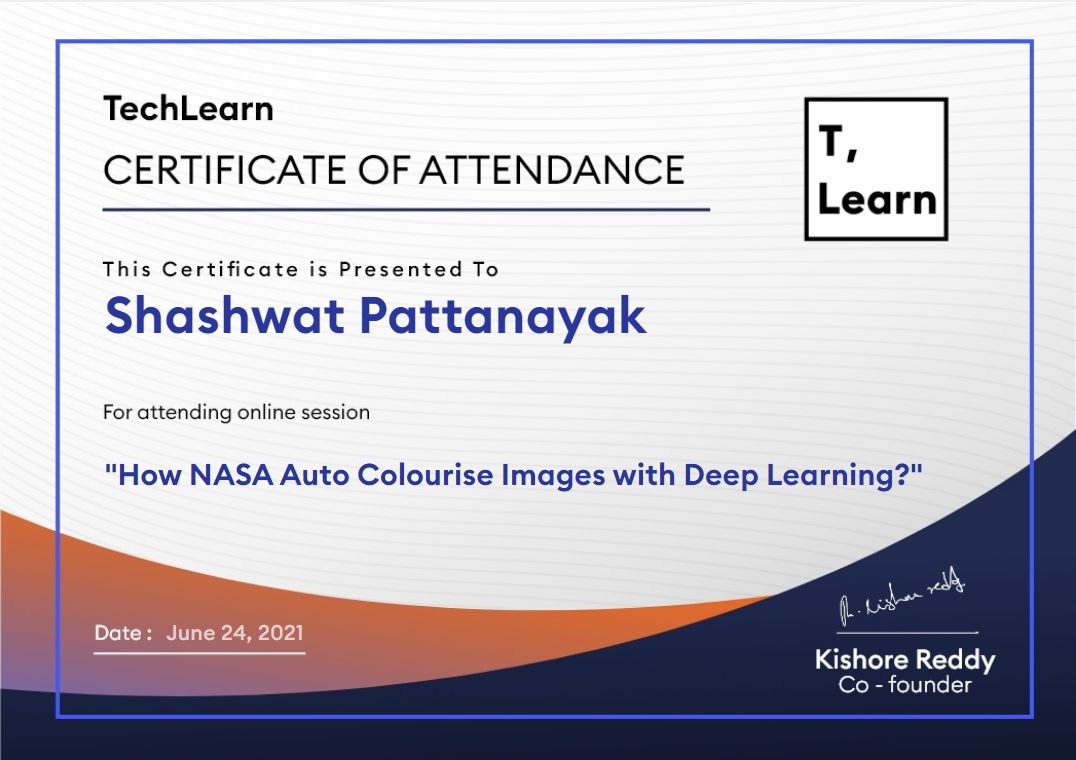 TechLearn
CERTIFICATE OF ATTENDANCE
T,
Learn
This Certificate is Presented To
Shashwat Pattanayak
For attending online session
"How NASA Auto Colourise Images with Deep Learning?"
Date : June 24, 2021
Kishore Reddy
Co - founder